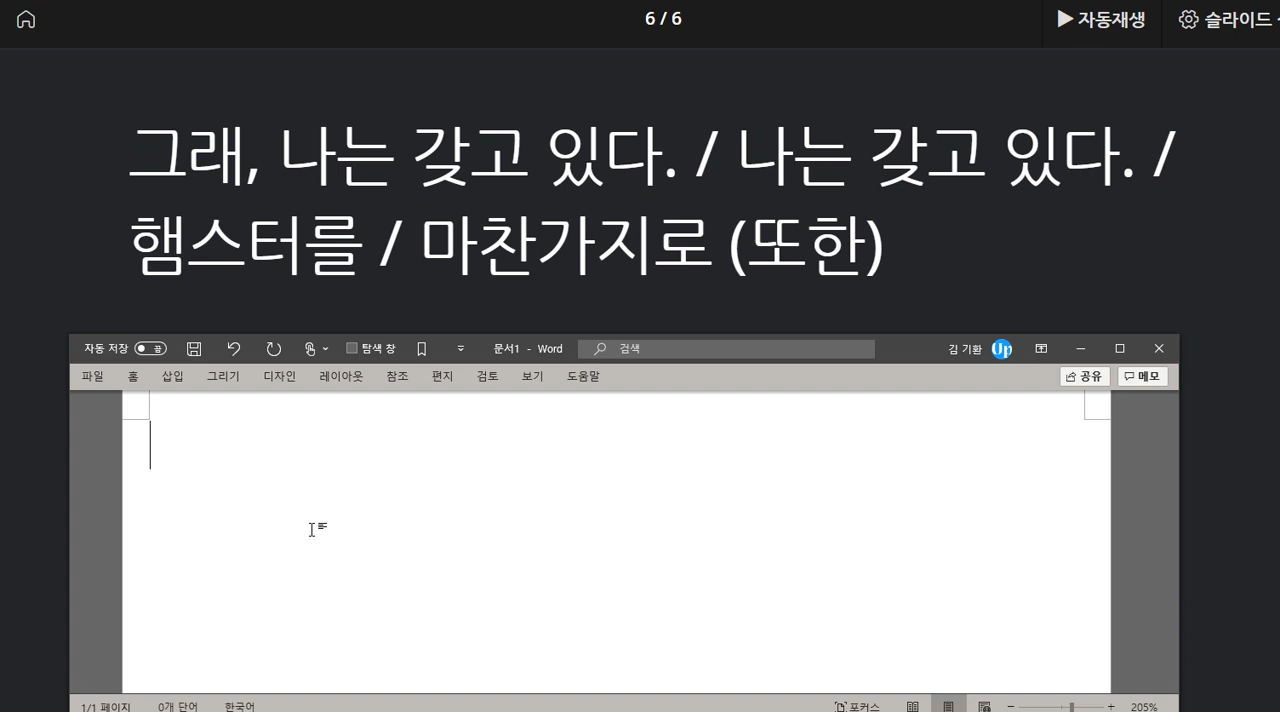 6 / 6
▶ 자동재생
슬라이드
그래, 나는 갖고 있다. / 나는 갖고 있다. /
햄스터를 / 마찬가지로 (또한)
자동 저장 끔 탐색 창 문서1 - Word 검색 김 기환 Up
파일 홈 삽입 그리기 디자인 레이아웃 참조 편지 검토 보기 도움말 공유 메모
1/1 페이지 0개 단어 한국어 포커스 205%